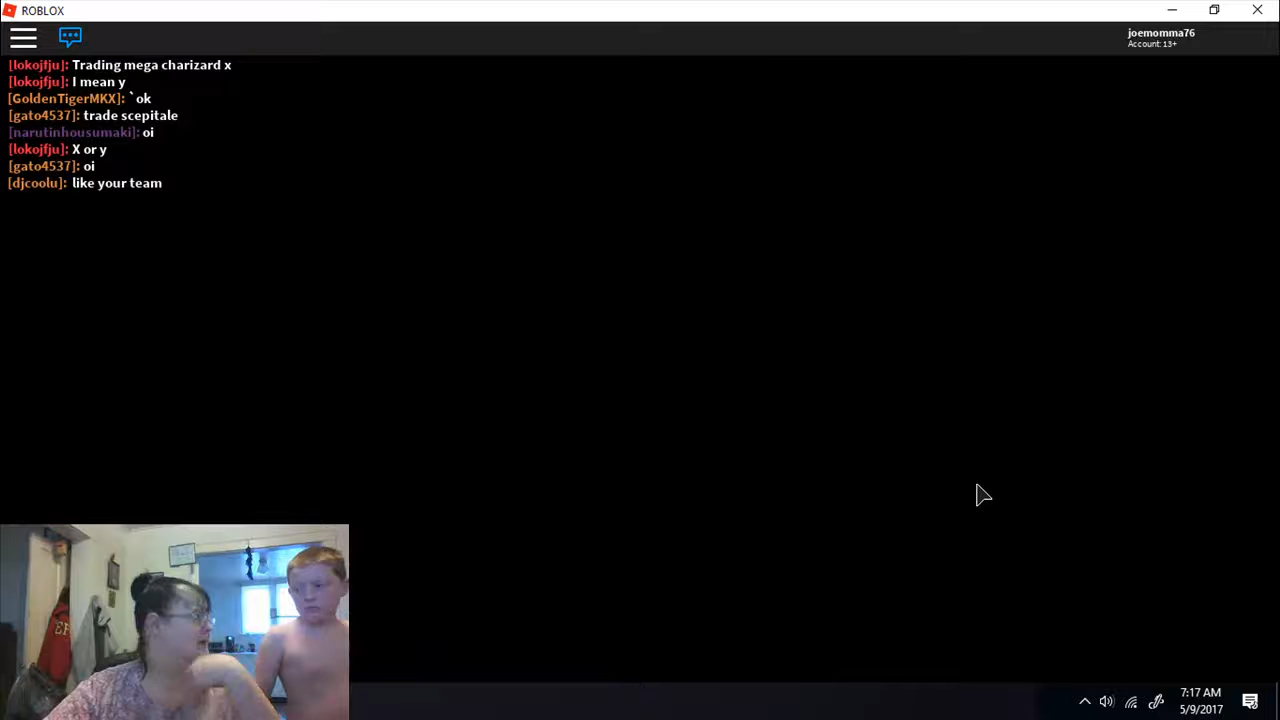 ROBLOX
joemomma76
Account: 13+
[lokojfju]: Trading mega charizard x
[lokojfju]: I mean y
[GoldenTigerMKX]: `ok
[gato4537]: trade scepitale
[narutinhousumaki]: oi
[lokojfju]: X or y
[gato4537]: oi
[djcoolu]: like your team
7:17 AM
5/9/2017